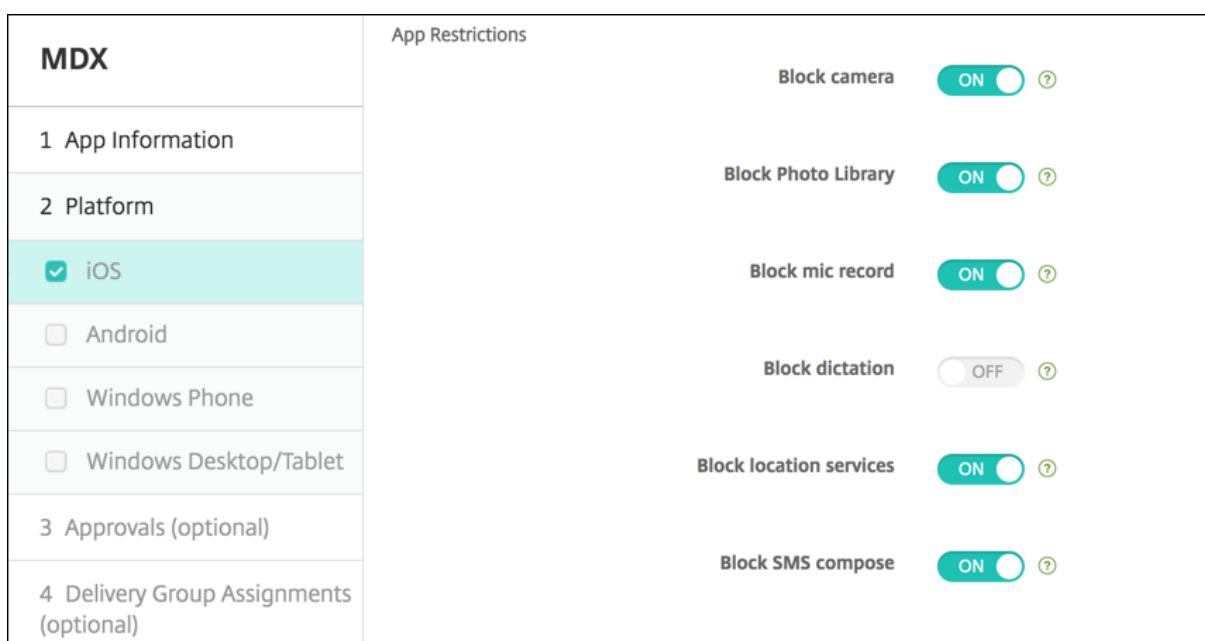 MDX
1 App Information
2 Platform
iOS
Android
Windows Phone
Windows Desktop/Tablet
3 Approvals (optional)
4 Delivery Group Assignments
(optional)
App Restrictions
Block camera ON ?
Block Photo Library ON ?
Block mic record ON ?
Block dictation OFF ?
Block location services ON ?
Block SMS compose ON ?